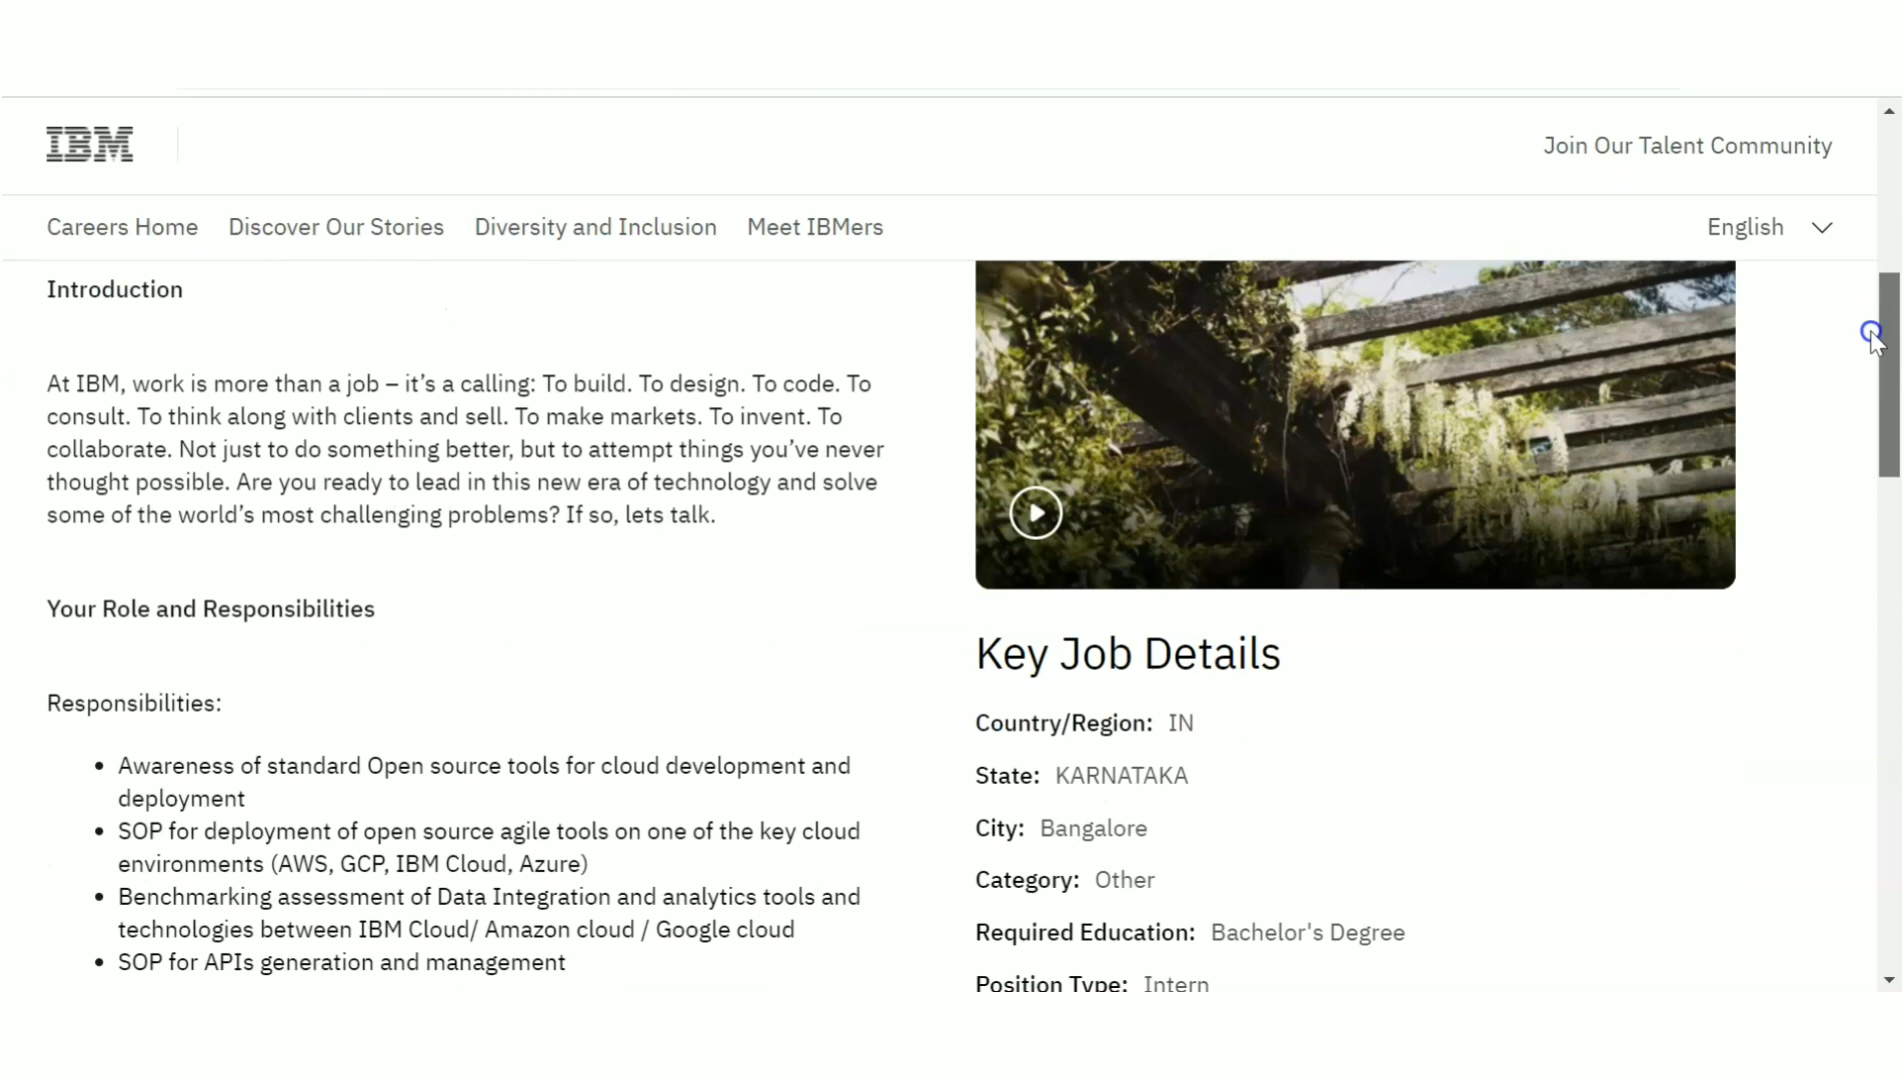 IBM
Join Our Talent Community
Careers Home Discover Our Stories Diversity and Inclusion Meet IBMers English
Introduction
At IBM, work is more than a job – it’s a calling: To build. To design. To code. To
consult. To think along with clients and sell. To make markets. To invent. To
collaborate. Not just to do something better, but to attempt things you’ve never
thought possible. Are you ready to lead in this new era of technology and solve
some of the world’s most challenging problems? If so, lets talk.
Your Role and Responsibilities
Responsibilities:
• Awareness of standard Open source tools for cloud development and
deployment
• SOP for deployment of open source agile tools on one of the key cloud
environments (AWS, GCP, IBM Cloud, Azure)
• Benchmarking assessment of Data Integration and analytics tools and
technologies between IBM Cloud/ Amazon cloud / Google cloud
• SOP for APIs generation and management
Key Job Details
Country/Region: IN
State: KARNATAKA
City: Bangalore
Category: Other
Required Education: Bachelor's Degree
Position Type: Intern